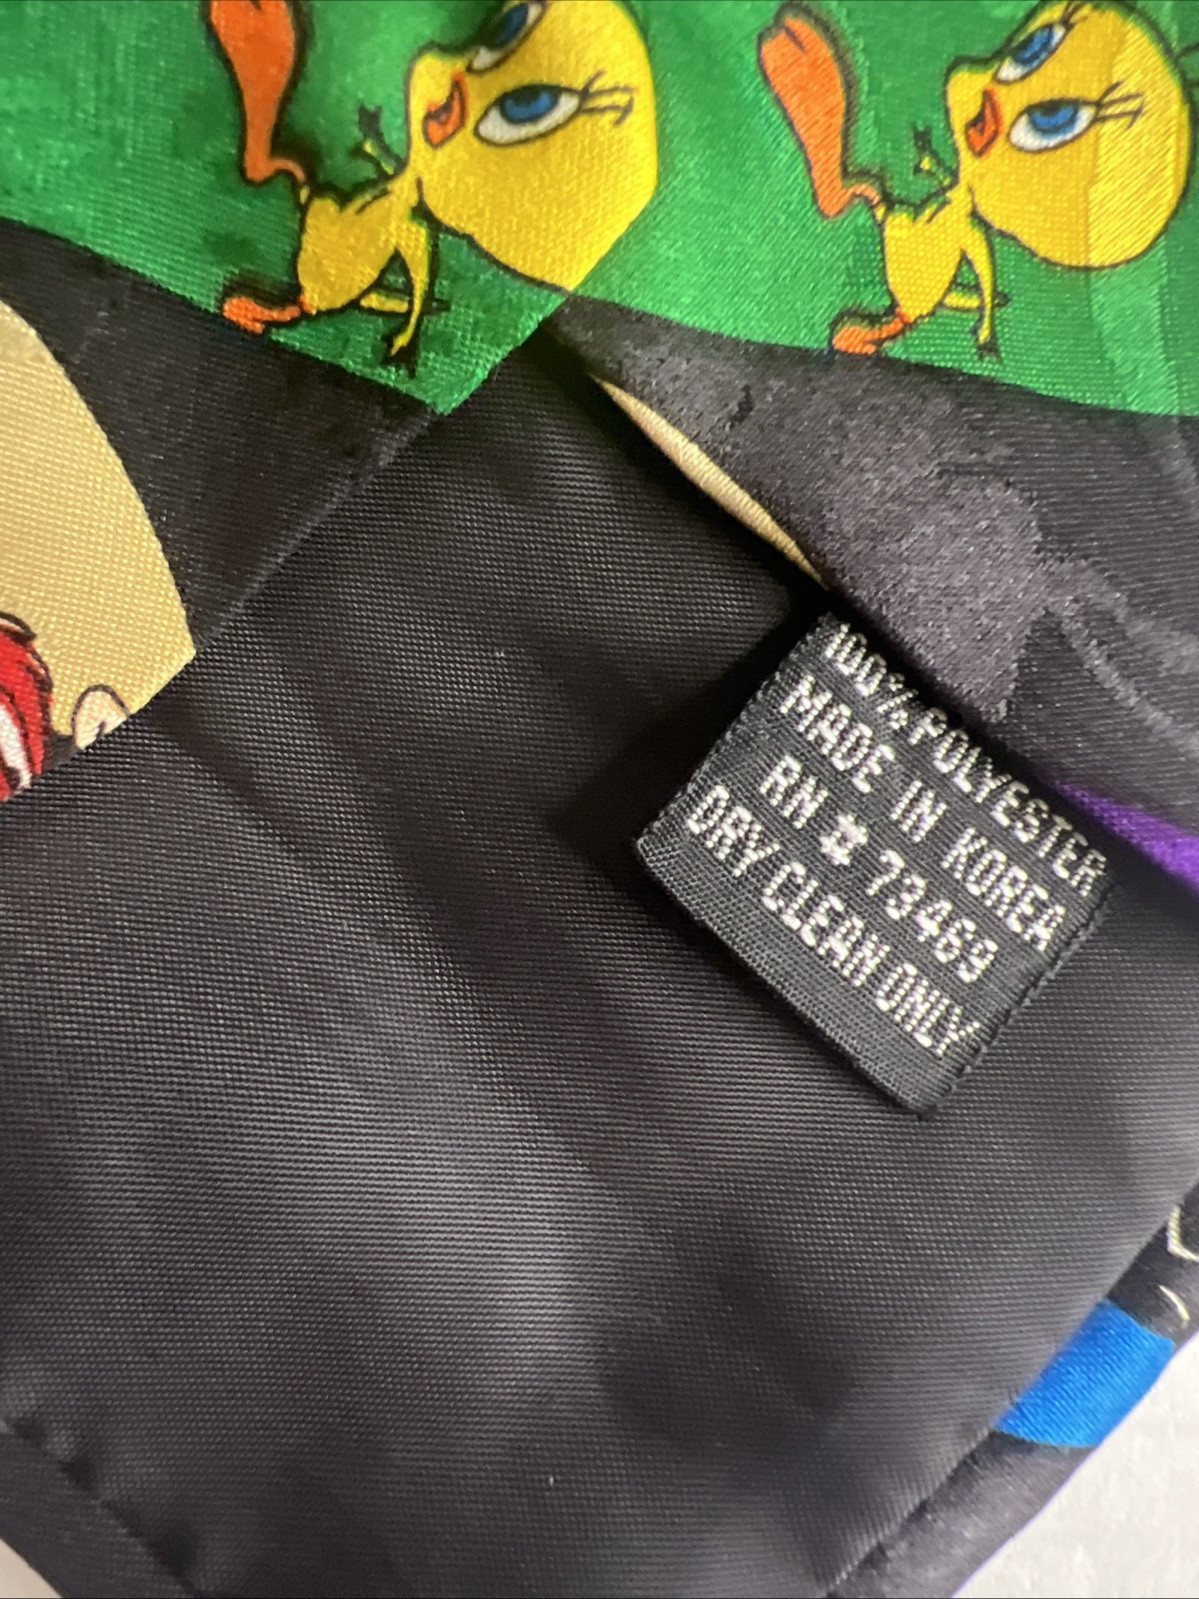 100% POLYESTER
MADE IN KOREA
RN # 73469
DRY CLEAN ONLY